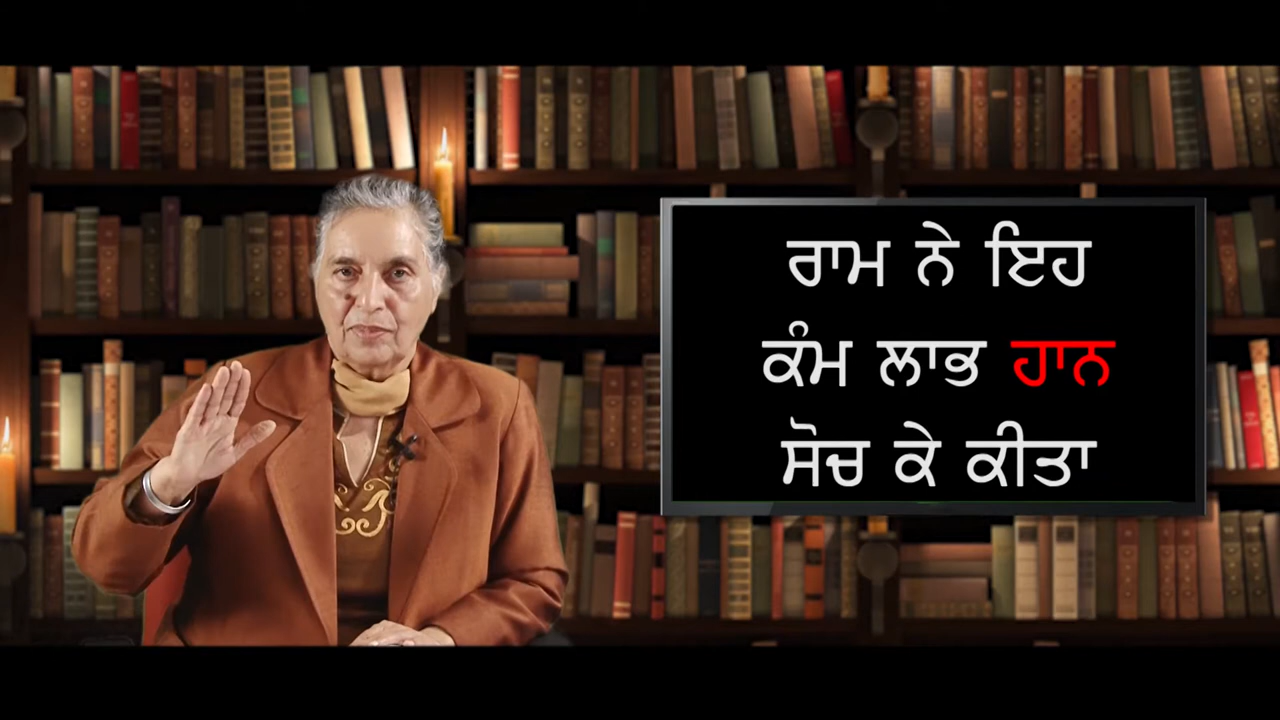 ਰਾਮ ਨੇ ਇਹ
ਕੰਮ ਲਾਭ ਹਾਨ
ਸੋਚ ਕੇ ਕੀਤਾ